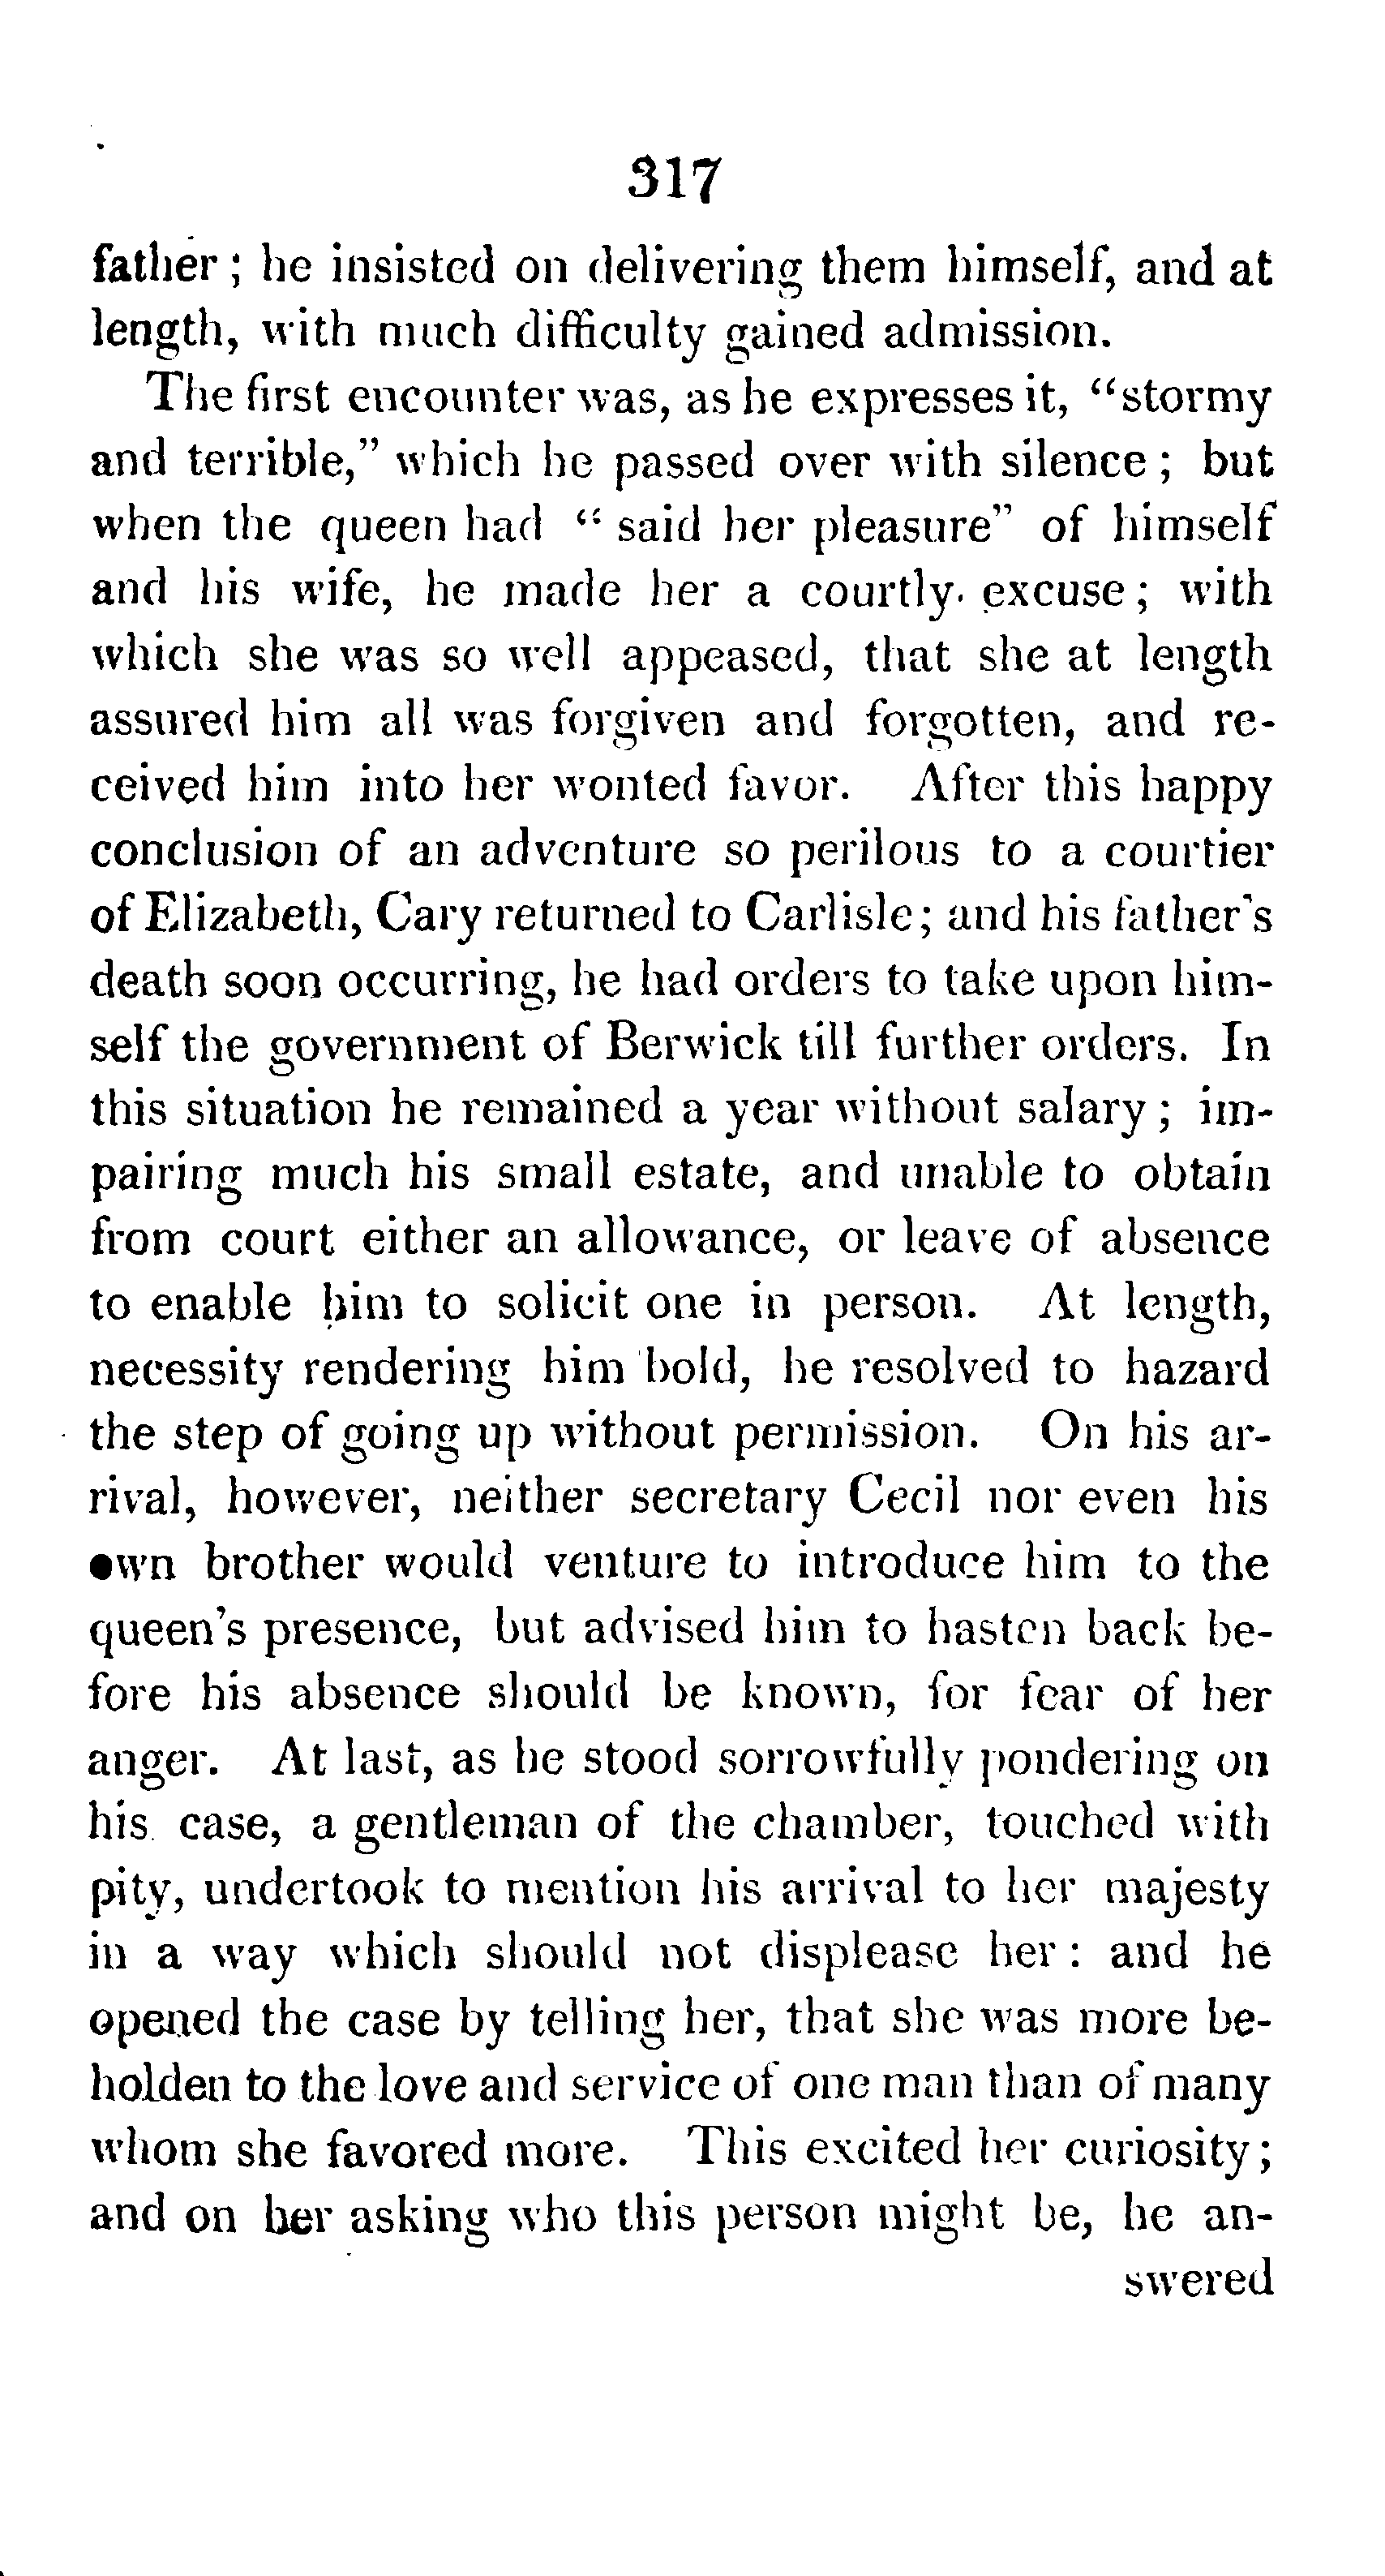 317
father; he insisted on delivering them himself, and at
length, with much difficulty gained admission.
The first encounter was, as he expresses it, "stormy
and terrible," which he passed over with silence; but
when the queen had "said her pleasure" of himself
and his wife, he made her a courtly excuse; with
which she was so well appeased, that she at length
assured him all was forgiven and forgotten, and re-
ceived him into her wonted favor. After this happy
conclusion of an adventure so perilous to a courtier
of Elizabeth, Cary returned to Carlisle; and his father's
death soon occurring, he had orders to take upon him-
self the government of Berwick till further orders. In
this situation he remained a year without salary; im-
pairing much his small estate, and unable to obtain
from court either an allowance, or leave of absence
to enable him to solicit one in person. At length,
necessity rendering him bold, he resolved to hazard
the step of going up without permission. On his ar-
rival, however, neither secretary Cecil nor even his
own brother would venture to introduce him to the
queen's presence, but advised him to hasten back be-
fore his absence should be known, for fear of her
anger. At last, as he stood sorrowfully pondering on
his case, a gentleman of the chamber, touched with
pity, undertook to mention his arrival to her majesty
in a way which should not displease her: and he
opened the case by telling her, that she was more be-
holden to the love and service of one man than of many
whom she favored more. This excited her curiosity;
and on her asking who this person might be, he an-
swered